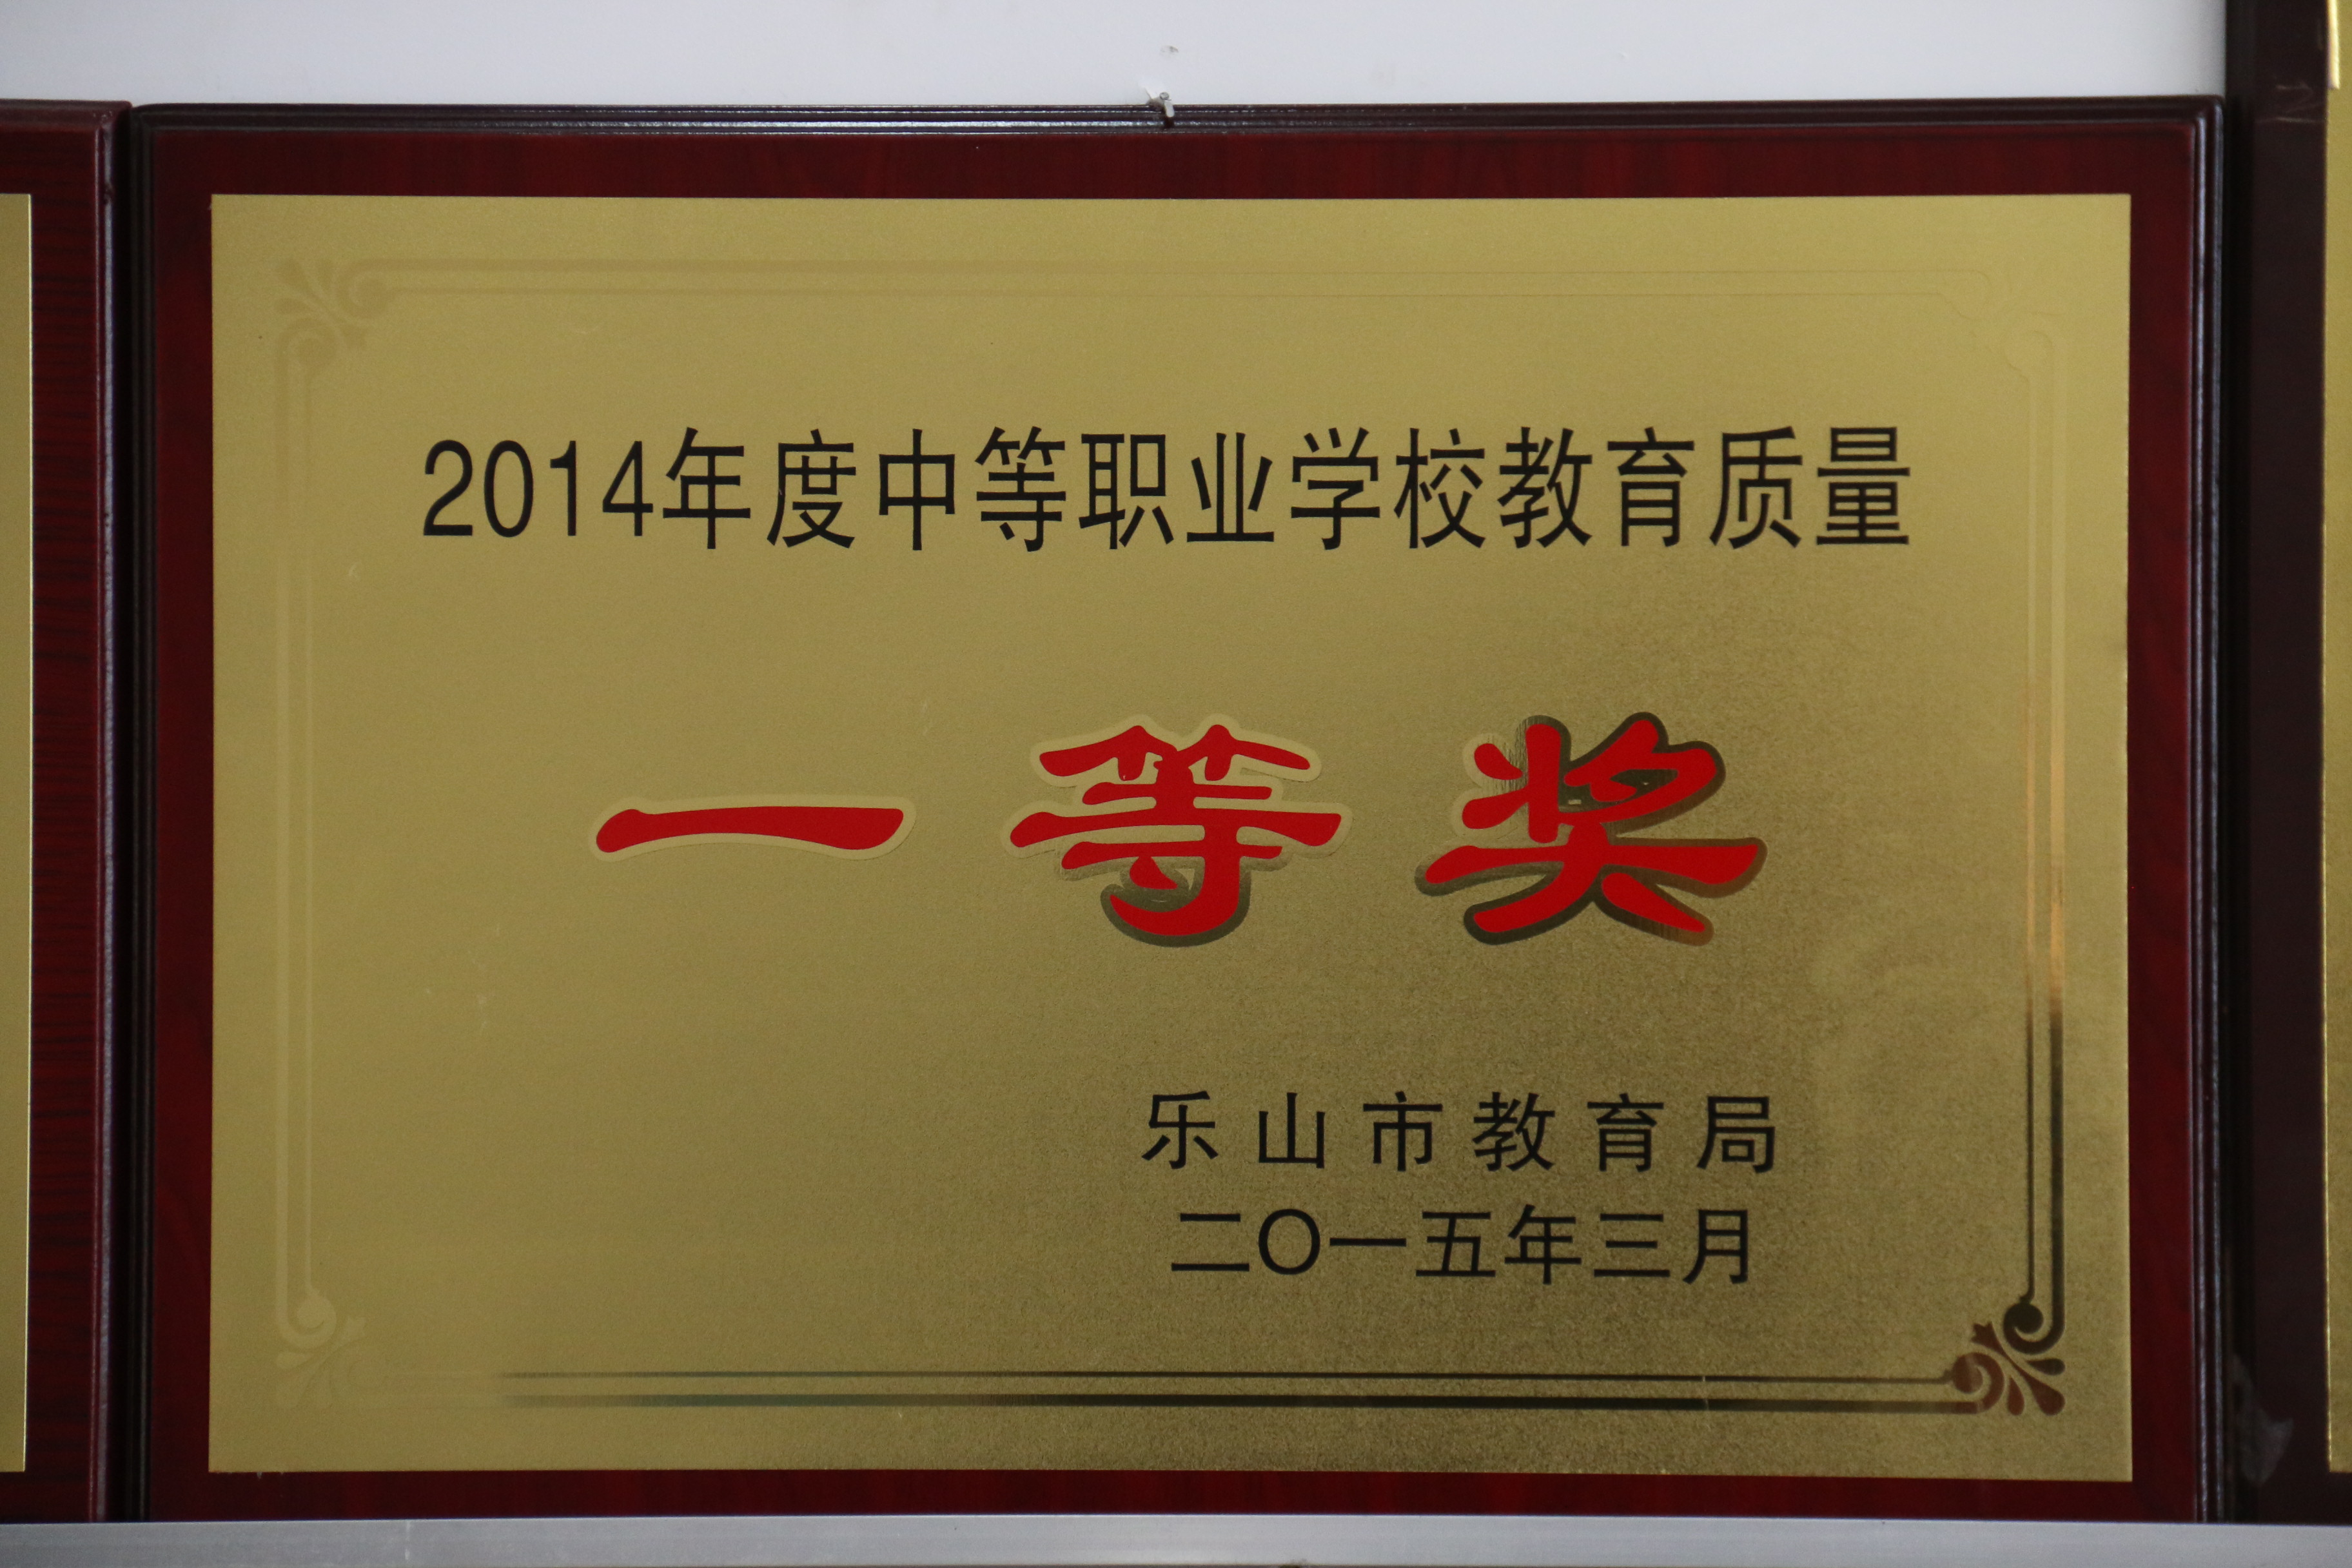 2014年度中等职业学校教育质量
一等奖
乐山市教育局
二〇一五年三月